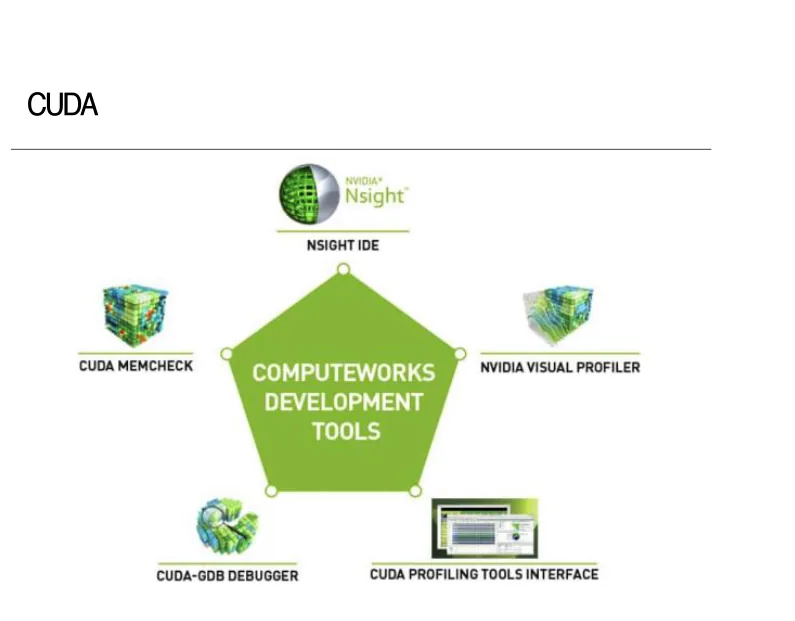 CUDA
NVIDIA®
Nsight™
NSIGHT IDE
CUDA MEMCHECK
NVIDIA VISUAL PROFILER
COMPUTEWORKS
DEVELOPMENT
TOOLS
CUDA-GDB DEBUGGER
CUDA PROFILING TOOLS INTERFACE